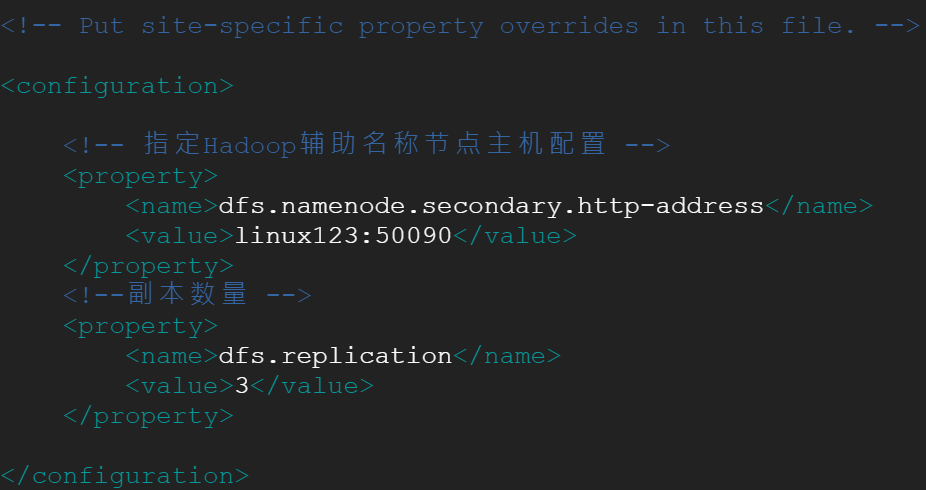 <!-- Put site-specific property overrides in this file. -->
<configuration>
<!-- 指定Hadoop辅助名称节点主机配置 -->
<property>
<name>dfs.namenode.secondary.http-address</name>
<value>linux123:50090</value>
</property>
<!--副本数量 -->
<property>
<name>dfs.replication</name>
<value>3</value>
</property>
</configuration>